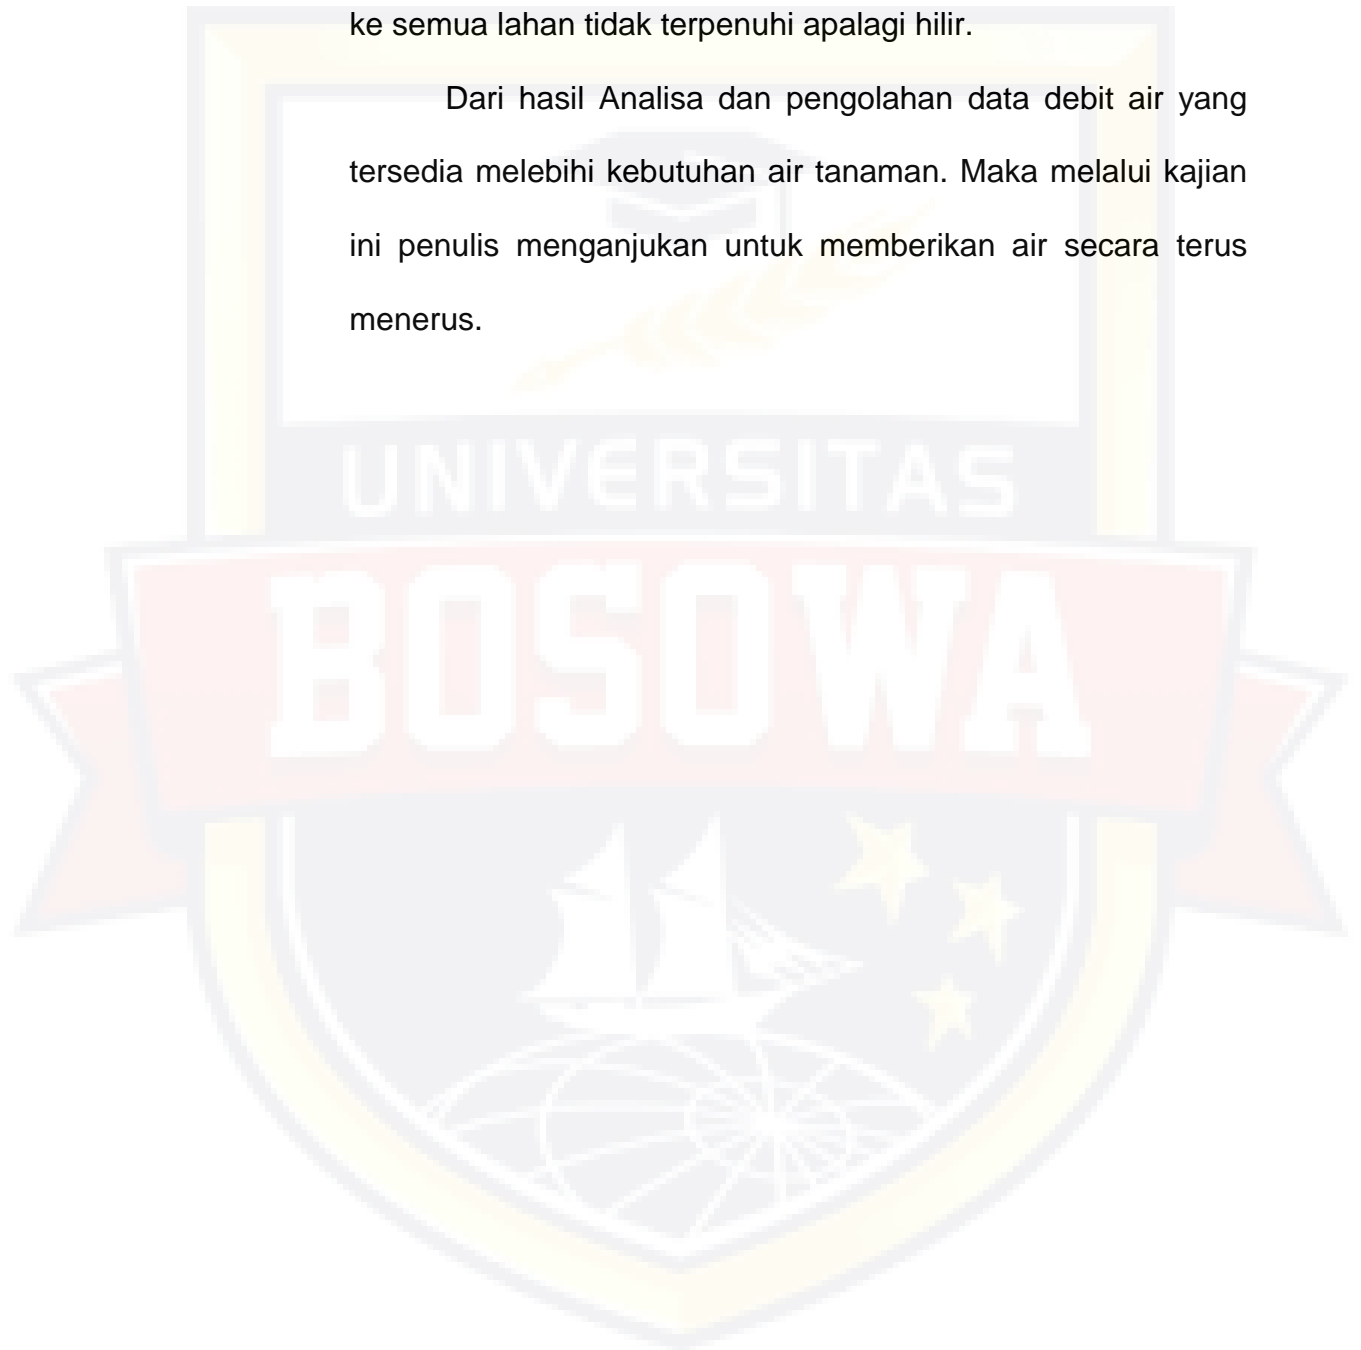 ke semua lahan tidak terpenuhi apalagi hilir.
Dari hasil Analisa dan pengolahan data debit air yang
tersedia melebihi kebutuhan air tanaman. Maka melalui kajian
ini penulis menganjukan untuk memberikan air secara terus
menerus.
UNIVERSITAS
BOSOWA